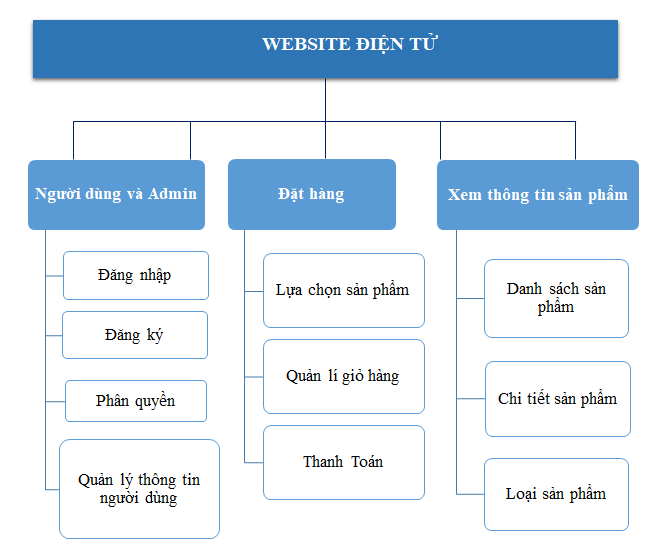 WEBSITE ĐIỆN TỬ
Người dùng và Admin
Đăng nhập
Đăng ký
Phân quyền
Quản lý thông tin
người dùng
Đặt hàng
Lựa chọn sản phẩm
Quản lí giỏ hàng
Thanh Toán
Xem thông tin sản phẩm
Danh sách sản
phẩm
Chi tiết sản phẩm
Loại sản phẩm